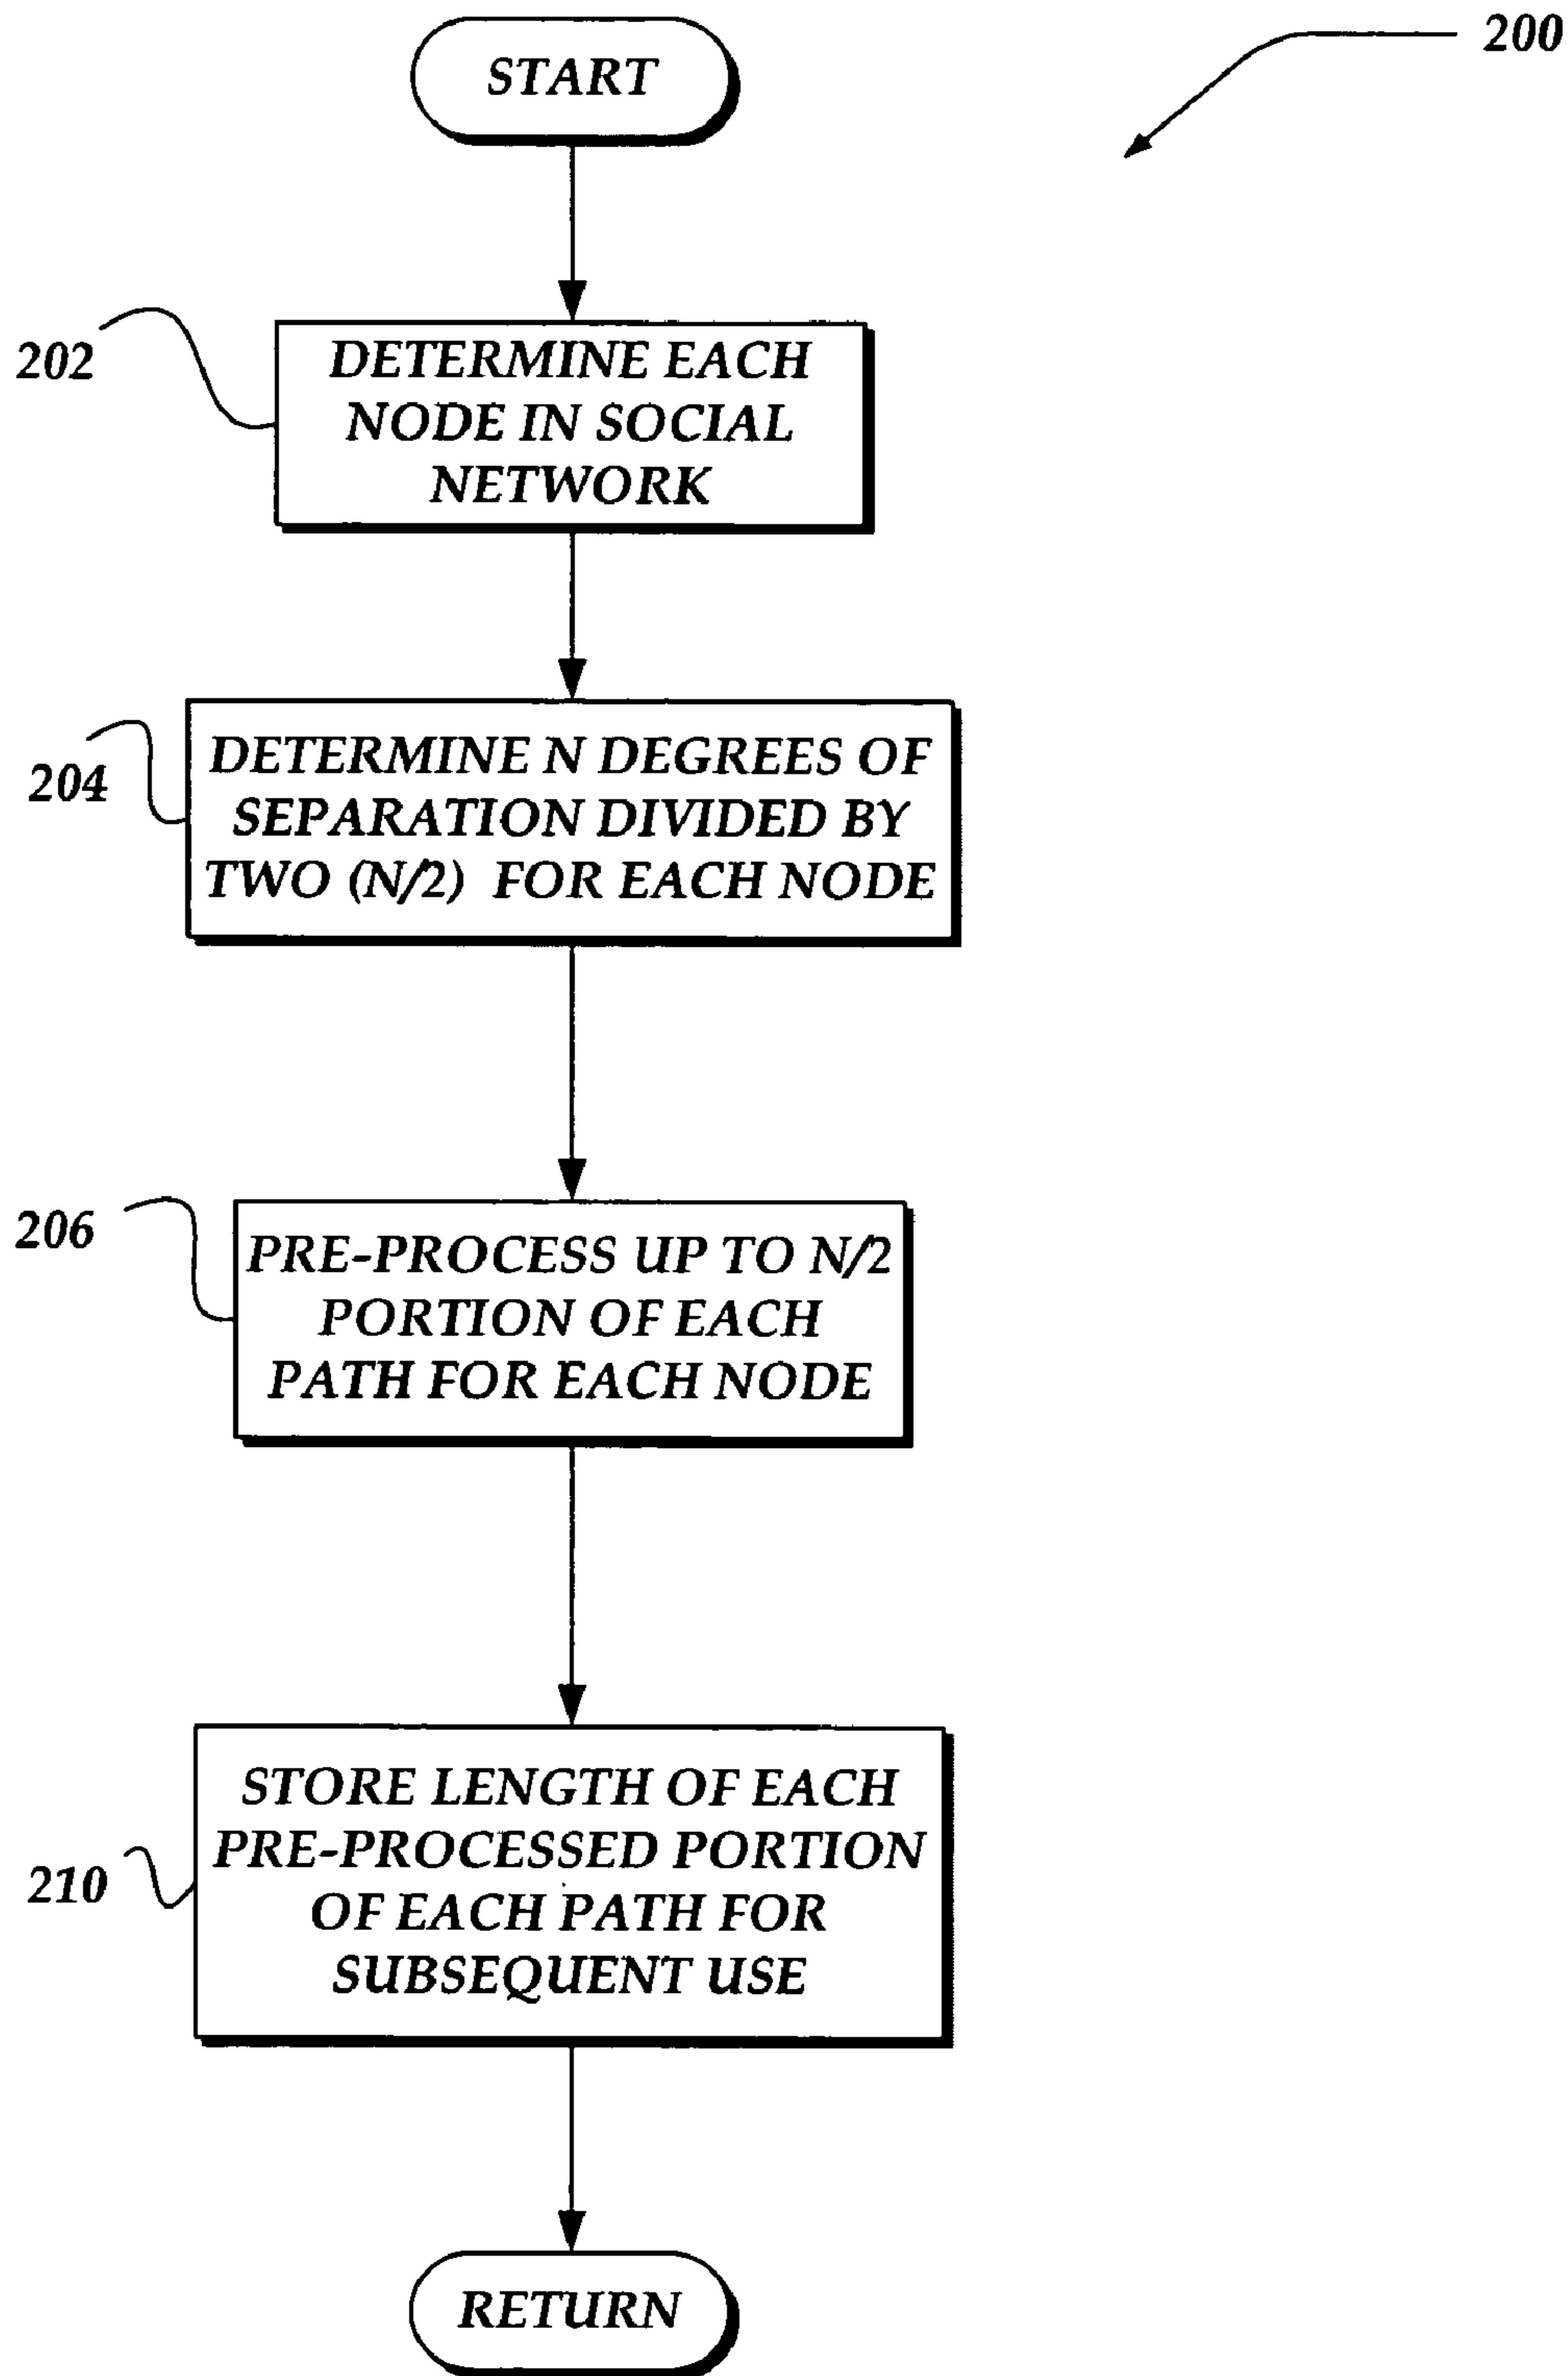 200
START
202
DETERMINE EACH
NODE IN SOCIAL
NETWORK
204
DETERMINE N DEGREES OF
SEPARATION DIVIDED BY
TWO (N/2) FOR EACH NODE
206
PRE-PROCESS UP TO N/2
PORTION OF EACH
PATH FOR EACH NODE
210
STORE LENGTH OF EACH
PRE-PROCESSED PORTION
OF EACH PATH FOR
SUBSEQUENT USE
RETURN